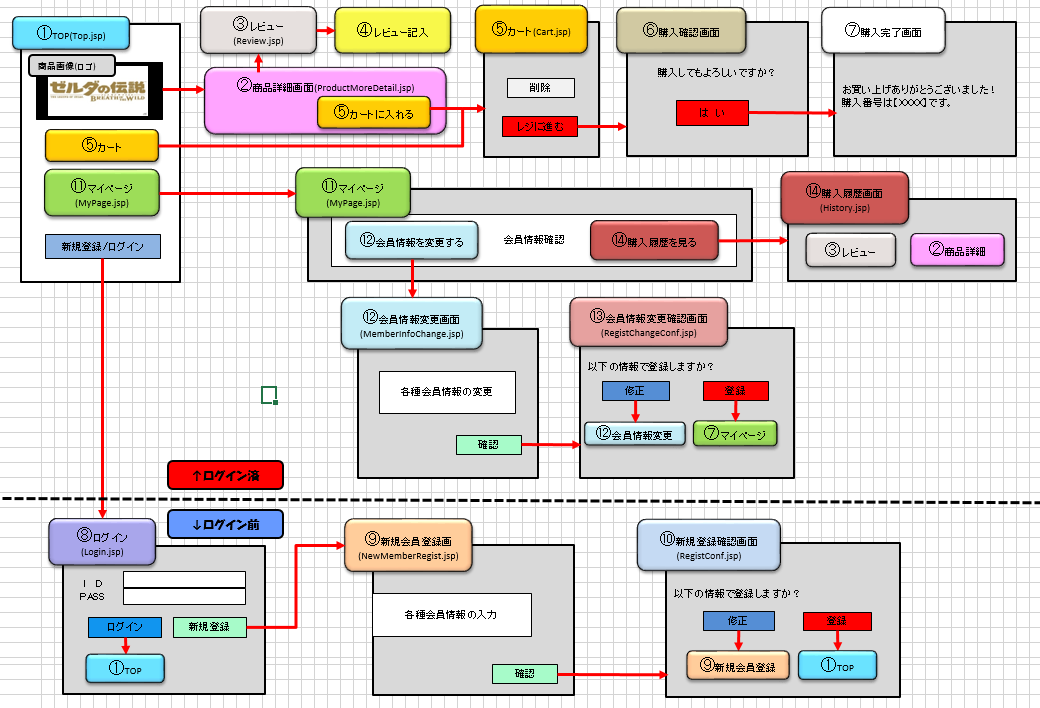 ①TOP(Top.jsp)
商品画像(ロゴ)
ゼルダの伝説
BREATH OF THE WILD
⑤カート
⑪マイページ
(MyPage.jsp)
新規登録/ログイン
③レビュー
(Review.jsp)
④レビュー記入
②商品詳細画面(ProductMoreDetail.jsp)
⑤カートに入れる
⑤カート(Cart.jsp)
削除
レジに進む
⑥購入確認画面
購入してもよろしいですか？
はい
⑦購入完了画面
お買い上げありがとうございました！
購入番号は【XXXX】です。
⑪マイページ
(MyPage.jsp)
⑫会員情報を変更する
会員情報確認
⑭購入履歴を見る
⑭購入履歴画面
(History.jsp)
③レビュー
②商品詳細
⑫会員情報変更画面
(MemberInfoChange.jsp)
各種会員情報の変更
確認
⑬会員情報変更確認画面
(RegistChangeConf.jsp)
以下の情報で登録しますか？
修正
登録
⑫会員情報変更
⑦マイページ
↑ログイン済
↓ログイン前
⑧ログイン
(Login.jsp)
ＩＤ
PASS
ログイン
新規登録
①TOP
⑨新規会員登録画
(NewMemberRegist.jsp)
各種会員情報の入力
確認
⑩新規登録確認画面
(RegistConf.jsp)
以下の情報で登録しますか？
修正
登録
⑨新規会員登録
①TOP